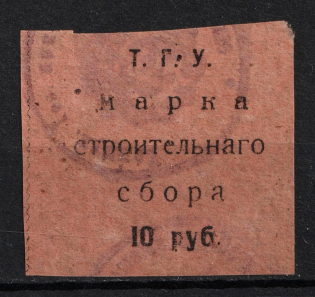 Т. Г. У.
марка
строительнаго
сбора
10 руб.